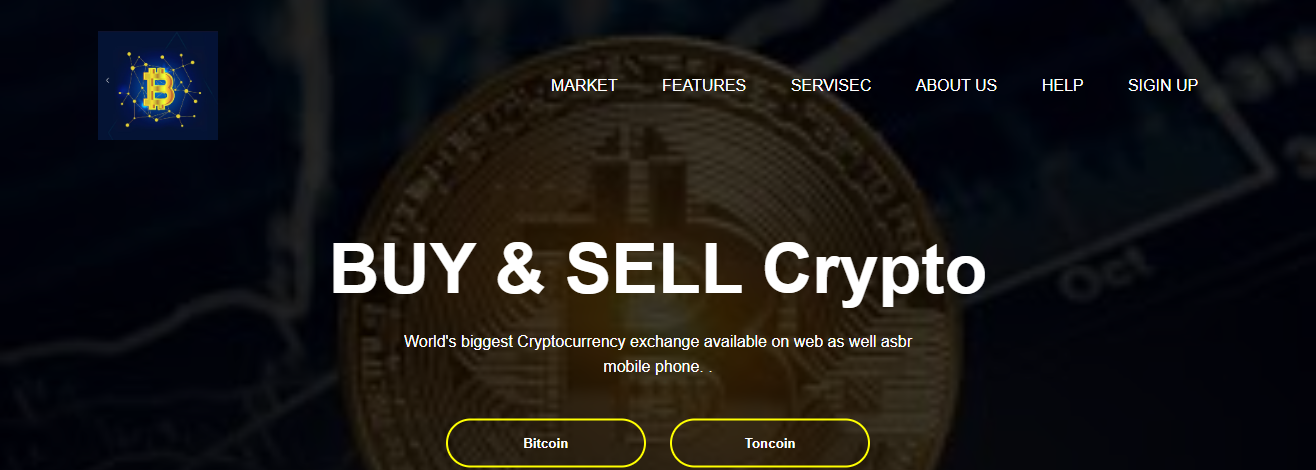 MARKET FEATURES SERVISEC ABOUT US HELP SIGIN UP
BUY & SELL Crypto
World's biggest Cryptocurrency exchange available on web as well asbr
mobile phone. .
Bitcoin Toncoin
Oct